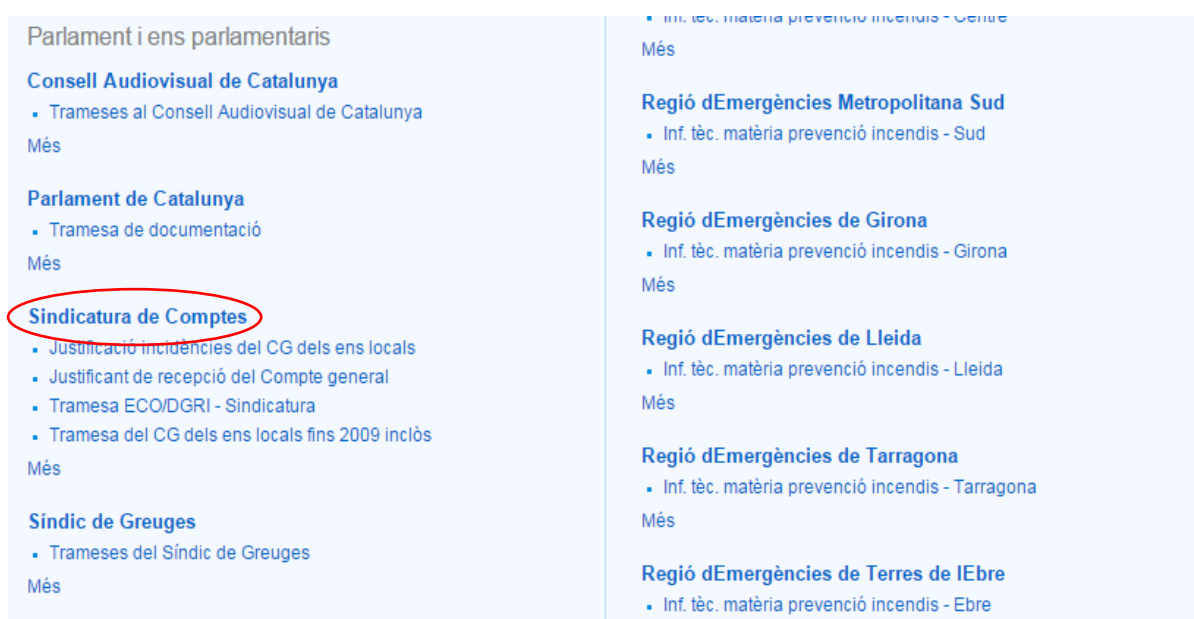 Parlament i ens parlamentaris
Consell Audiovisual de Catalunya
Trameses al Consell Audiovisual de Catalunya
Més
Parlament de Catalunya
Tramesa de documentació
Més
Sindicatura de Comptes
Justificació incidències del CG dels ens locals
Justificant de recepció del Compte general
Tramesa ECO/DGRI - Sindicatura
Tramesa del CG dels ens locals fins 2009 inclòs
Més
Síndic de Greuges
Trameses del Síndic de Greuges
Més
Inf. tèc. matèria prevenció incendis - Centre
Més
Regió dEmergències Metropolitana Sud
Inf. tèc. matèria prevenció incendis - Sud
Més
Regió dEmergències de Girona
Inf. tèc. matèria prevenció incendis - Girona
Més
Regió dEmergències de Lleida
Inf. tèc. matèria prevenció incendis - Lleida
Més
Regió dEmergències de Tarragona
Inf. tèc. matèria prevenció incendis - Tarragona
Més
Regió dEmergències de Terres de lEbre
Inf. tèc. matèria prevenció incendis - Ebre